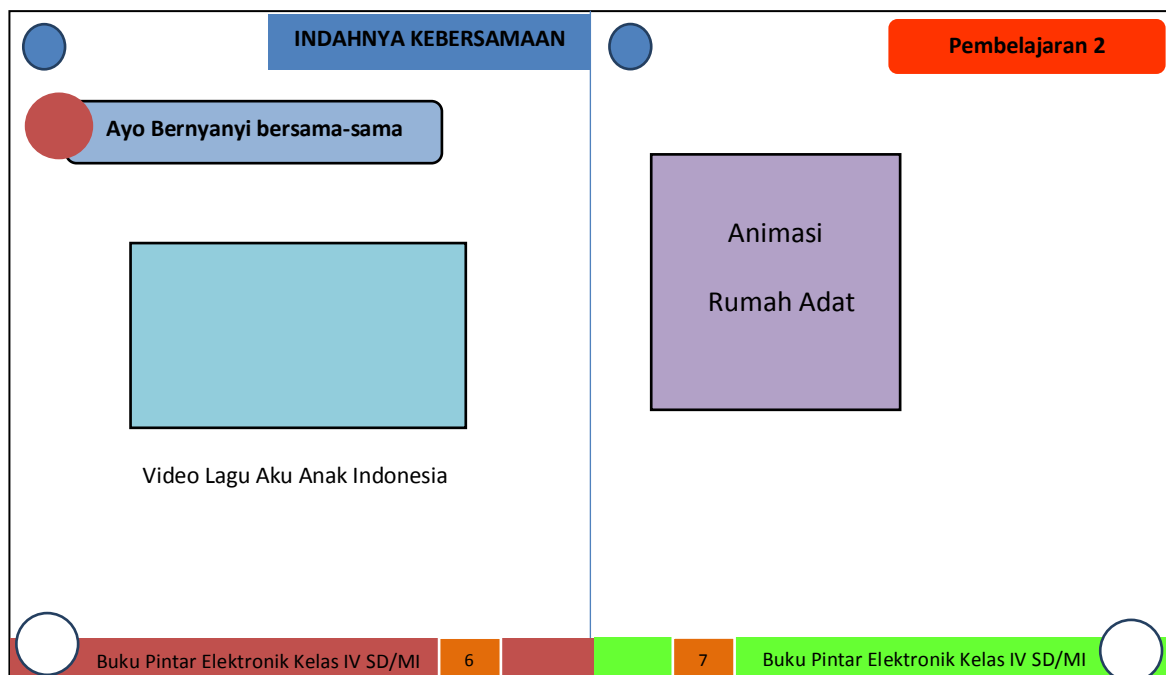 INDAHNYA KEBERSAMAAN
Ayo Bernyanyi bersama-sama
Video Lagu Aku Anak Indonesia
Buku Pintar Elektronik Kelas IV SD/MI
6
Pembelajaran 2
Animasi
Rumah Adat
7
Buku Pintar Elektronik Kelas IV SD/MI